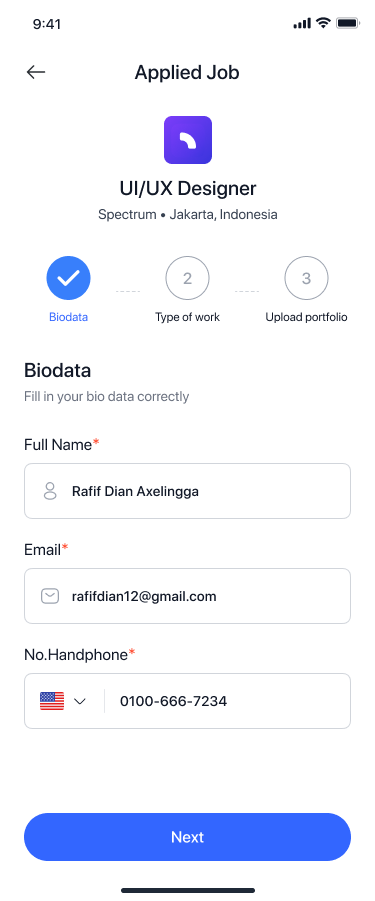 9:41
Applied Job
UI/UX Designer
Spectrum • Jakarta, Indonesia
2
3
Biodata
Type of work
Upload portfolio
Biodata
Fill in your bio data correctly
Full Name*
Rafif Dian Axelingga
Email*
rafifdian12@gmail.com
No.Handphone*
0100-666-7234
Next